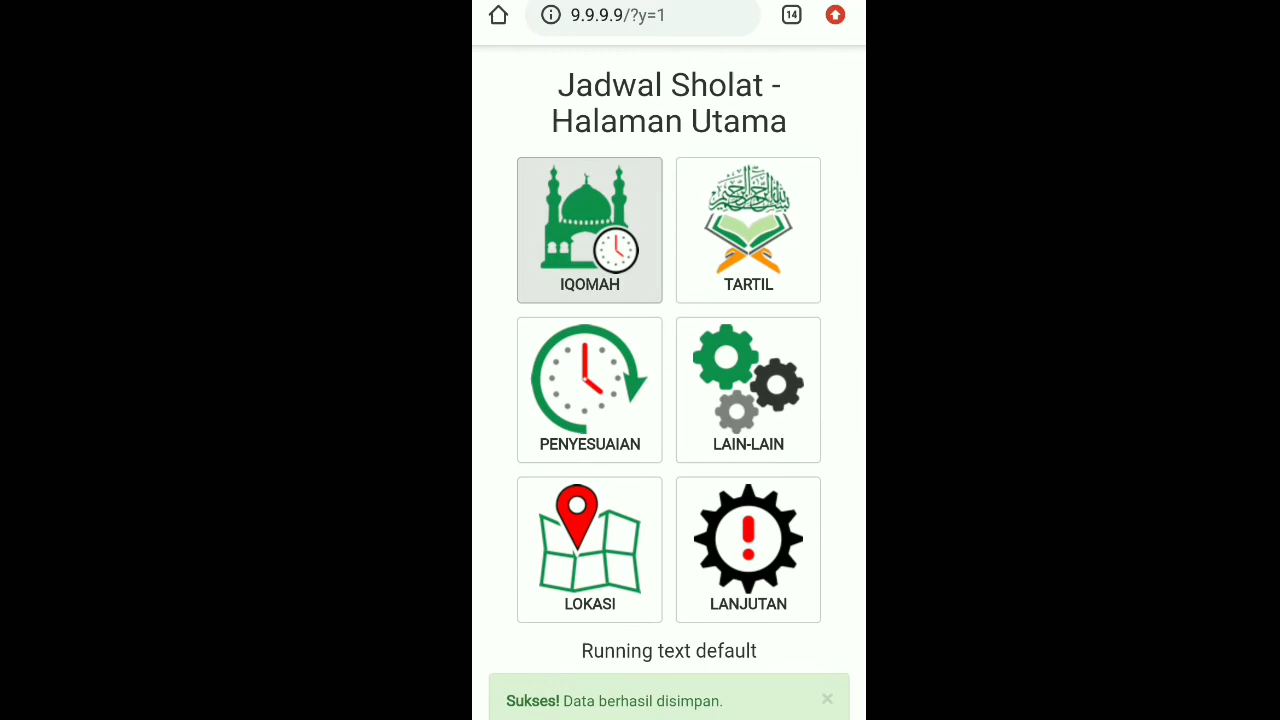 9.9.9.9/?y=1
14
Jadwal Sholat -
Halaman Utama
IQOMAH
TARTIL
PENYESUAIAN
LAIN-LAIN
LOKASI
LANJUTAN
Running text default
Sukses! Data berhasil disimpan. ×